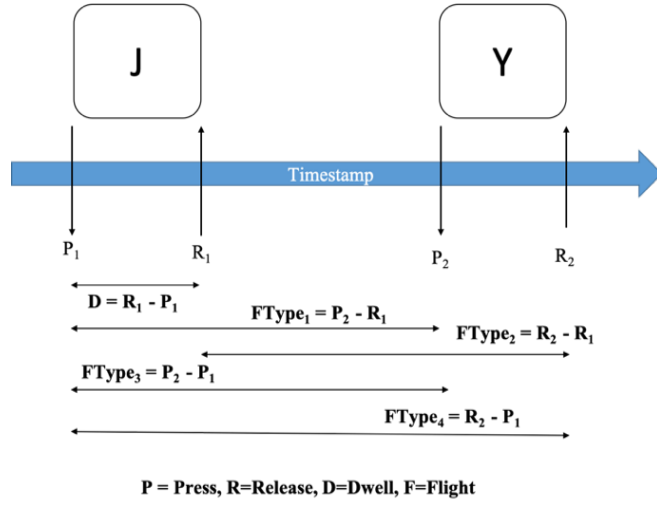 J Y
Timestamp
P₁ R₁ P₂ R₂
D = R₁ - P₁
FType₁ = P₂ - R₁
FType₂ = R₂ - R₁
FType₃ = P₂ - P₁
FType₄ = R₂ - P₁
P = Press, R=Release, D=Dwell, F=Flight